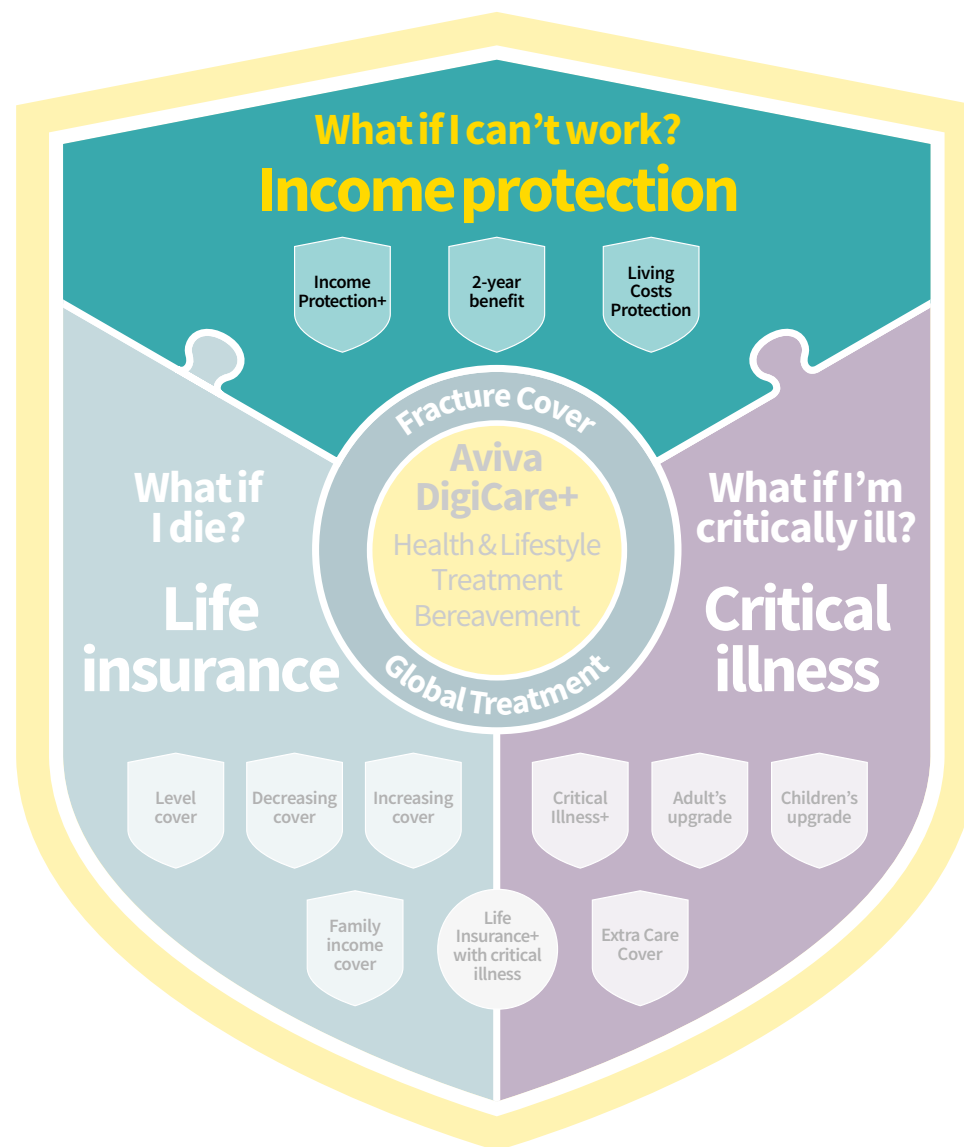 What if I can't work?
Income protection
Income
Protection+
2-year
benefit
Living
Costs
Protection
Fracture Cover
Aviva
DigiCare+
Health & Lifestyle
Treatment
Bereavement
Global Treatment
What if
I die?
Life
insurance
What if I'm
critically ill?
Critical
illness
Level
cover
Decreasing
cover
Increasing
cover
Critical
Illness+
Adult's
upgrade
Children's
upgrade
Family
income
cover
Life
Insurance+
with critical
illness
Extra Care
Cover